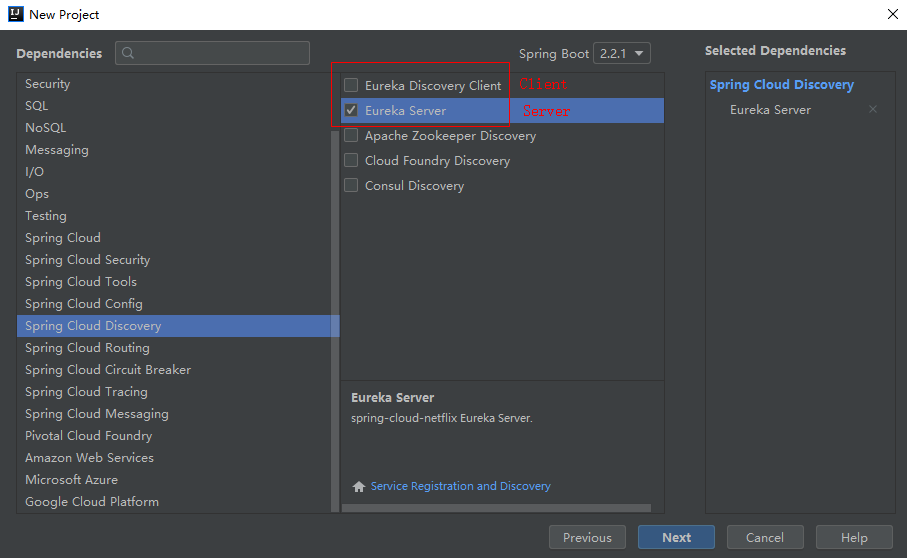 New Project
Dependencies
Spring Boot 2.2.1
Selected Dependencies
Security
SQL
NoSQL
Messaging
I/O
Ops
Testing
Spring Cloud
Spring Cloud Security
Spring Cloud Tools
Spring Cloud Config
Spring Cloud Discovery
Spring Cloud Routing
Spring Cloud Circuit Breaker
Spring Cloud Tracing
Spring Cloud Messaging
Pivotal Cloud Foundry
Amazon Web Services
Microsoft Azure
Google Cloud Platform
Eureka Discovery Client Client
Eureka Server Server
Apache Zookeeper Discovery
Cloud Foundry Discovery
Consul Discovery
Eureka Server
spring-cloud-netflix Eureka Server.
Service Registration and Discovery
Spring Cloud Discovery
Eureka Server
Previous
Next
Cancel
Help